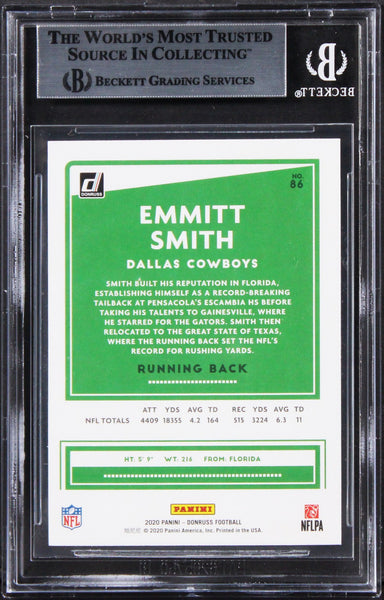 THE WORLD'S MOST TRUSTED
SOURCE IN COLLECTING™
BECKETT GRADING SERVICES
BECKETT®
DONRUSS
NO.
86
EMMITT
SMITH
DALLAS COWBOYS
SMITH BUILT HIS REPUTATION IN FLORIDA,
ESTABLISHING HIMSELF AS A RECORD-BREAKING
TAILBACK AT PENSACOLA'S ESCAMBIA HS BEFORE
TAKING HIS TALENTS TO GAINESVILLE, WHERE
HE STARRED FOR THE GATORS. SMITH THEN
RELOCATED TO THE GREAT STATE OF TEXAS,
WHERE THE RUNNING BACK SET THE NFL'S
RECORD FOR RUSHING YARDS.
RUNNING BACK
ATT YDS AVG TD REC YDS AVG TD
NFL TOTALS 4409 18355 4.2 164 515 3224 6.3 11
HT: 5' 9" WT: 216 FROM: FLORIDA
NFL
PANINI
NFLPA
2020 PANINI - DONRUSS FOOTBALL
© 2020 Panini America, Inc. Printed in the USA.